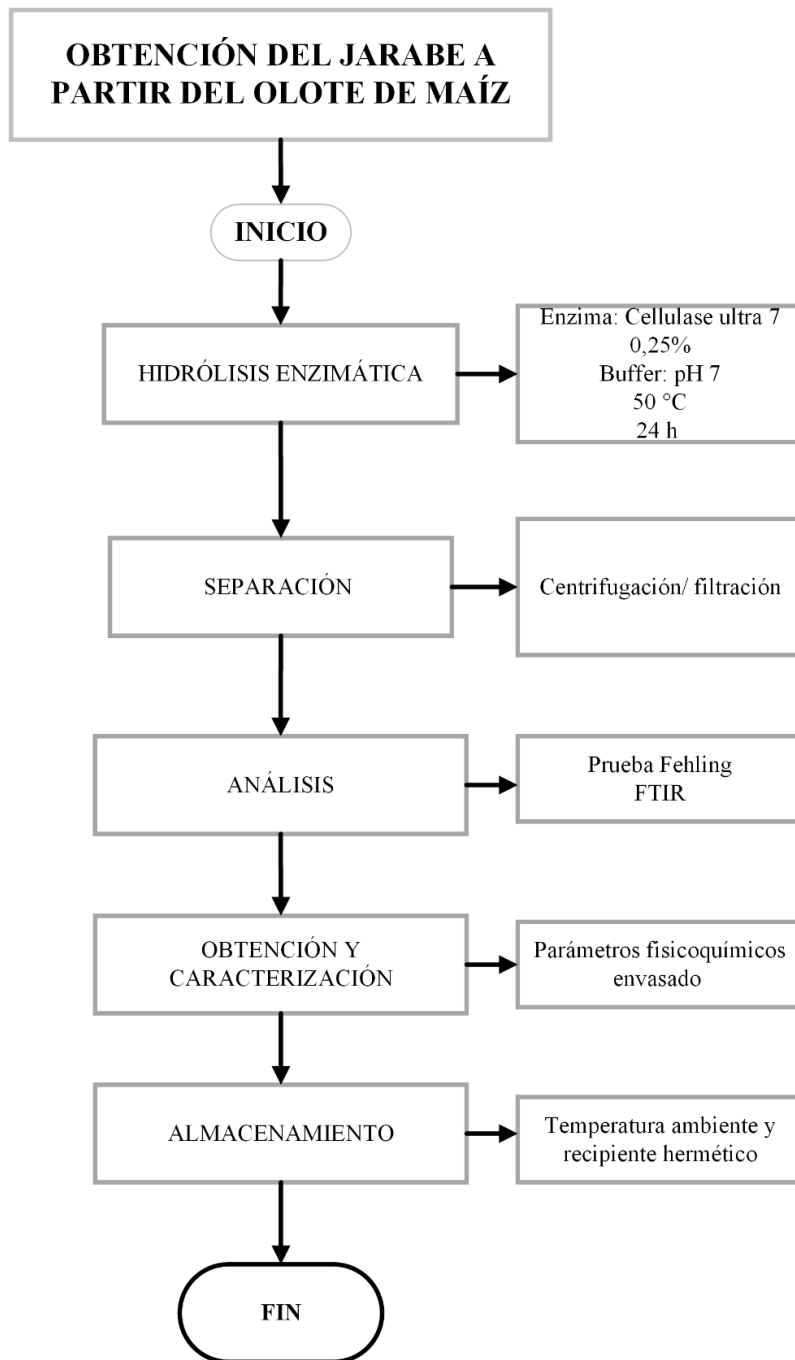 OBTENCIÓN DEL JARABE A
PARTIR DEL OLOTE DE MAÍZ
INICIO
HIDRÓLISIS ENZIMÁTICA
Enzima: Cellulase ultra 7
0,25%
Buffer: pH 7
50 °C
24 h
SEPARACIÓN
Centrifugación/ filtración
ANÁLISIS
Prueba Fehling
FTIR
OBTENCIÓN Y
CARACTERIZACIÓN
Parámetros fisicoquímicos
envasado
ALMACENAMIENTO
Temperatura ambiente y
recipiente hermético
FIN